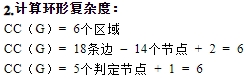 2.计算环形复杂度：
CC（G）= 6个区域
CC（G）= 18条边 – 14个节点 + 2 = 6
CC（G）= 5个判定节点 + 1 = 6